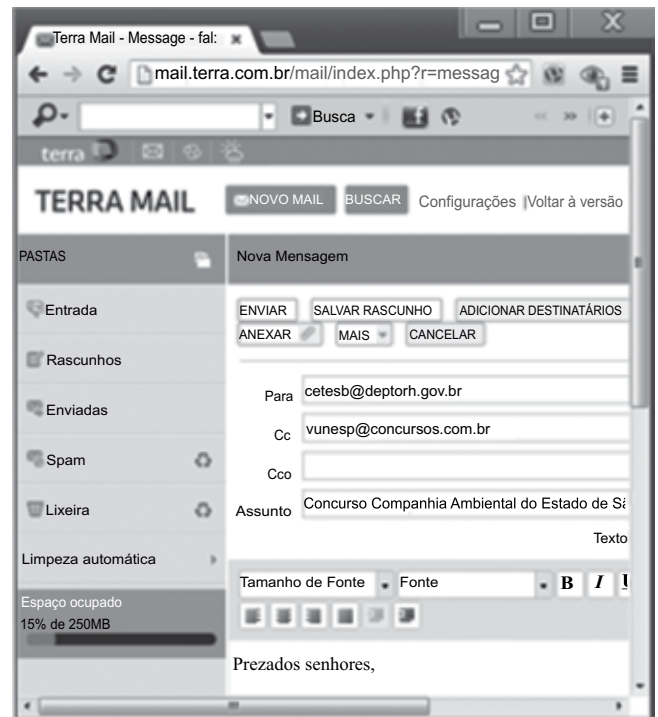 Terra Mail - Message - fal:
mail.terra.com.br/mail/index.php?r=messag
Busca
terra
TERRA MAIL
NOVO MAIL BUSCAR Configurações |Voltar à versão
PASTAS
Nova Mensagem
Entrada
Rascunhos
Enviadas
Spam
Lixeira
Limpeza automática
Espaço ocupado
15% de 250MB
ENVIAR SALVAR RASCUNHO ADICIONAR DESTINATÁRIOS
ANEXAR MAIS CANCELAR
Para cetesb@deptorh.gov.br
Cc vunesp@concursos.com.br
Cco
Assunto Concurso Companhia Ambiental do Estado de Sã
Texto
Tamanho de Fonte Fonte B I U
Prezados senhores,